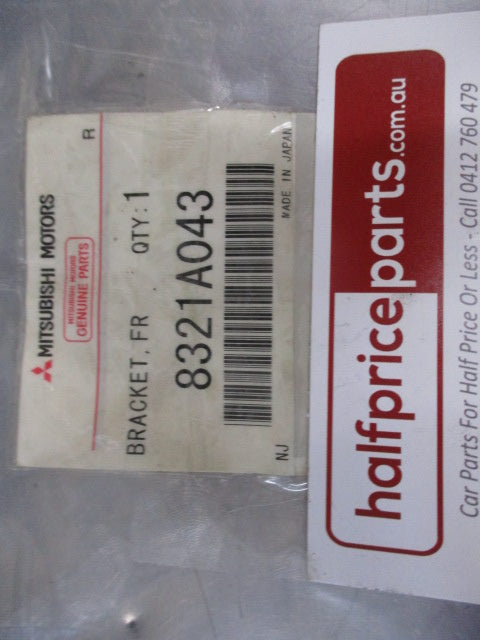 MITSUBISHI MOTORS
R
MITSUBISHI MOTORS
GENUINE PARTS
BRACKET, FR QTY:1
8321A043
NJ MADE IN JAPAN
halfpriceparts.com.au
Car Parts For Half Price Or Less - Call 0412 760 479